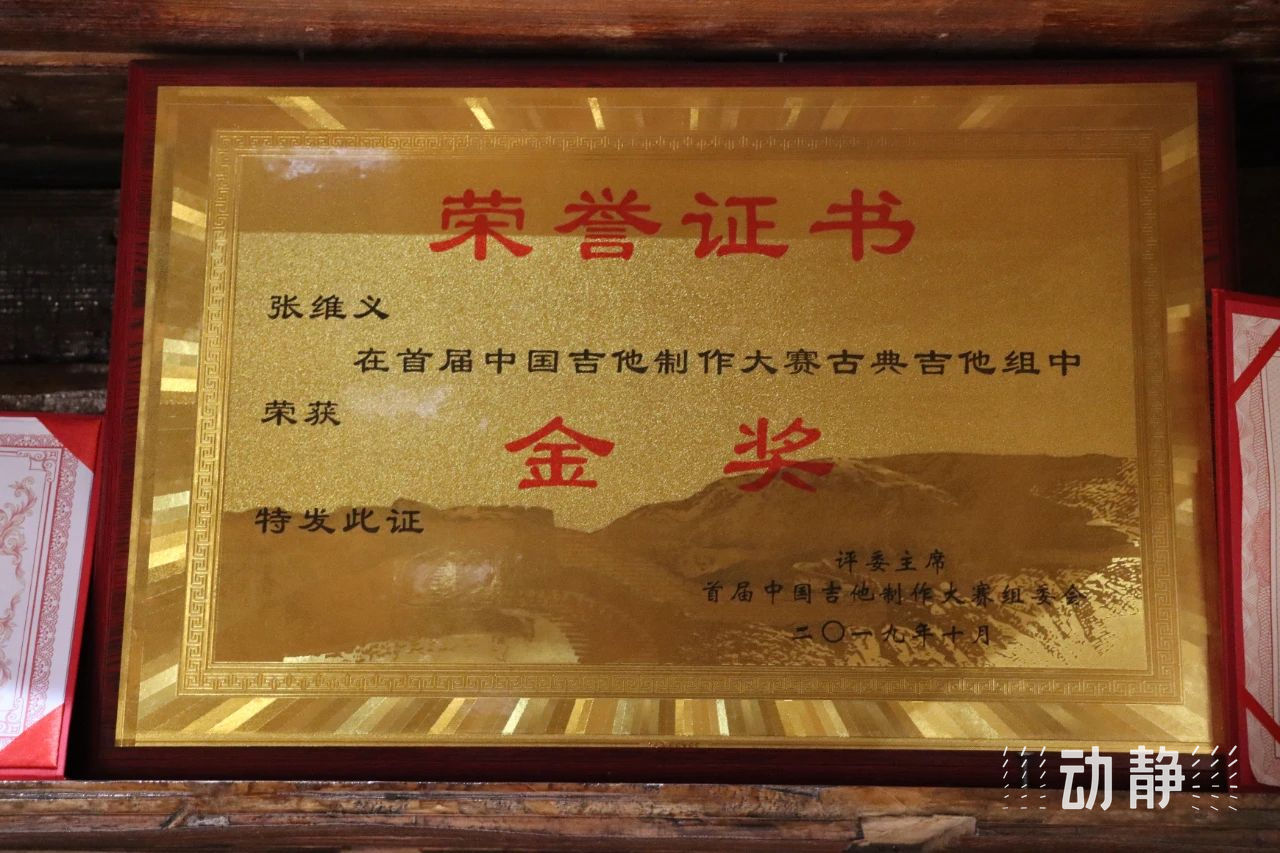 荣誉证书
张维义
在首届中国吉他制作大赛古典吉他组中
荣获
金奖
特发此证
评委主席
首届中国吉他制作大赛组委会
二〇一九年十月
动静